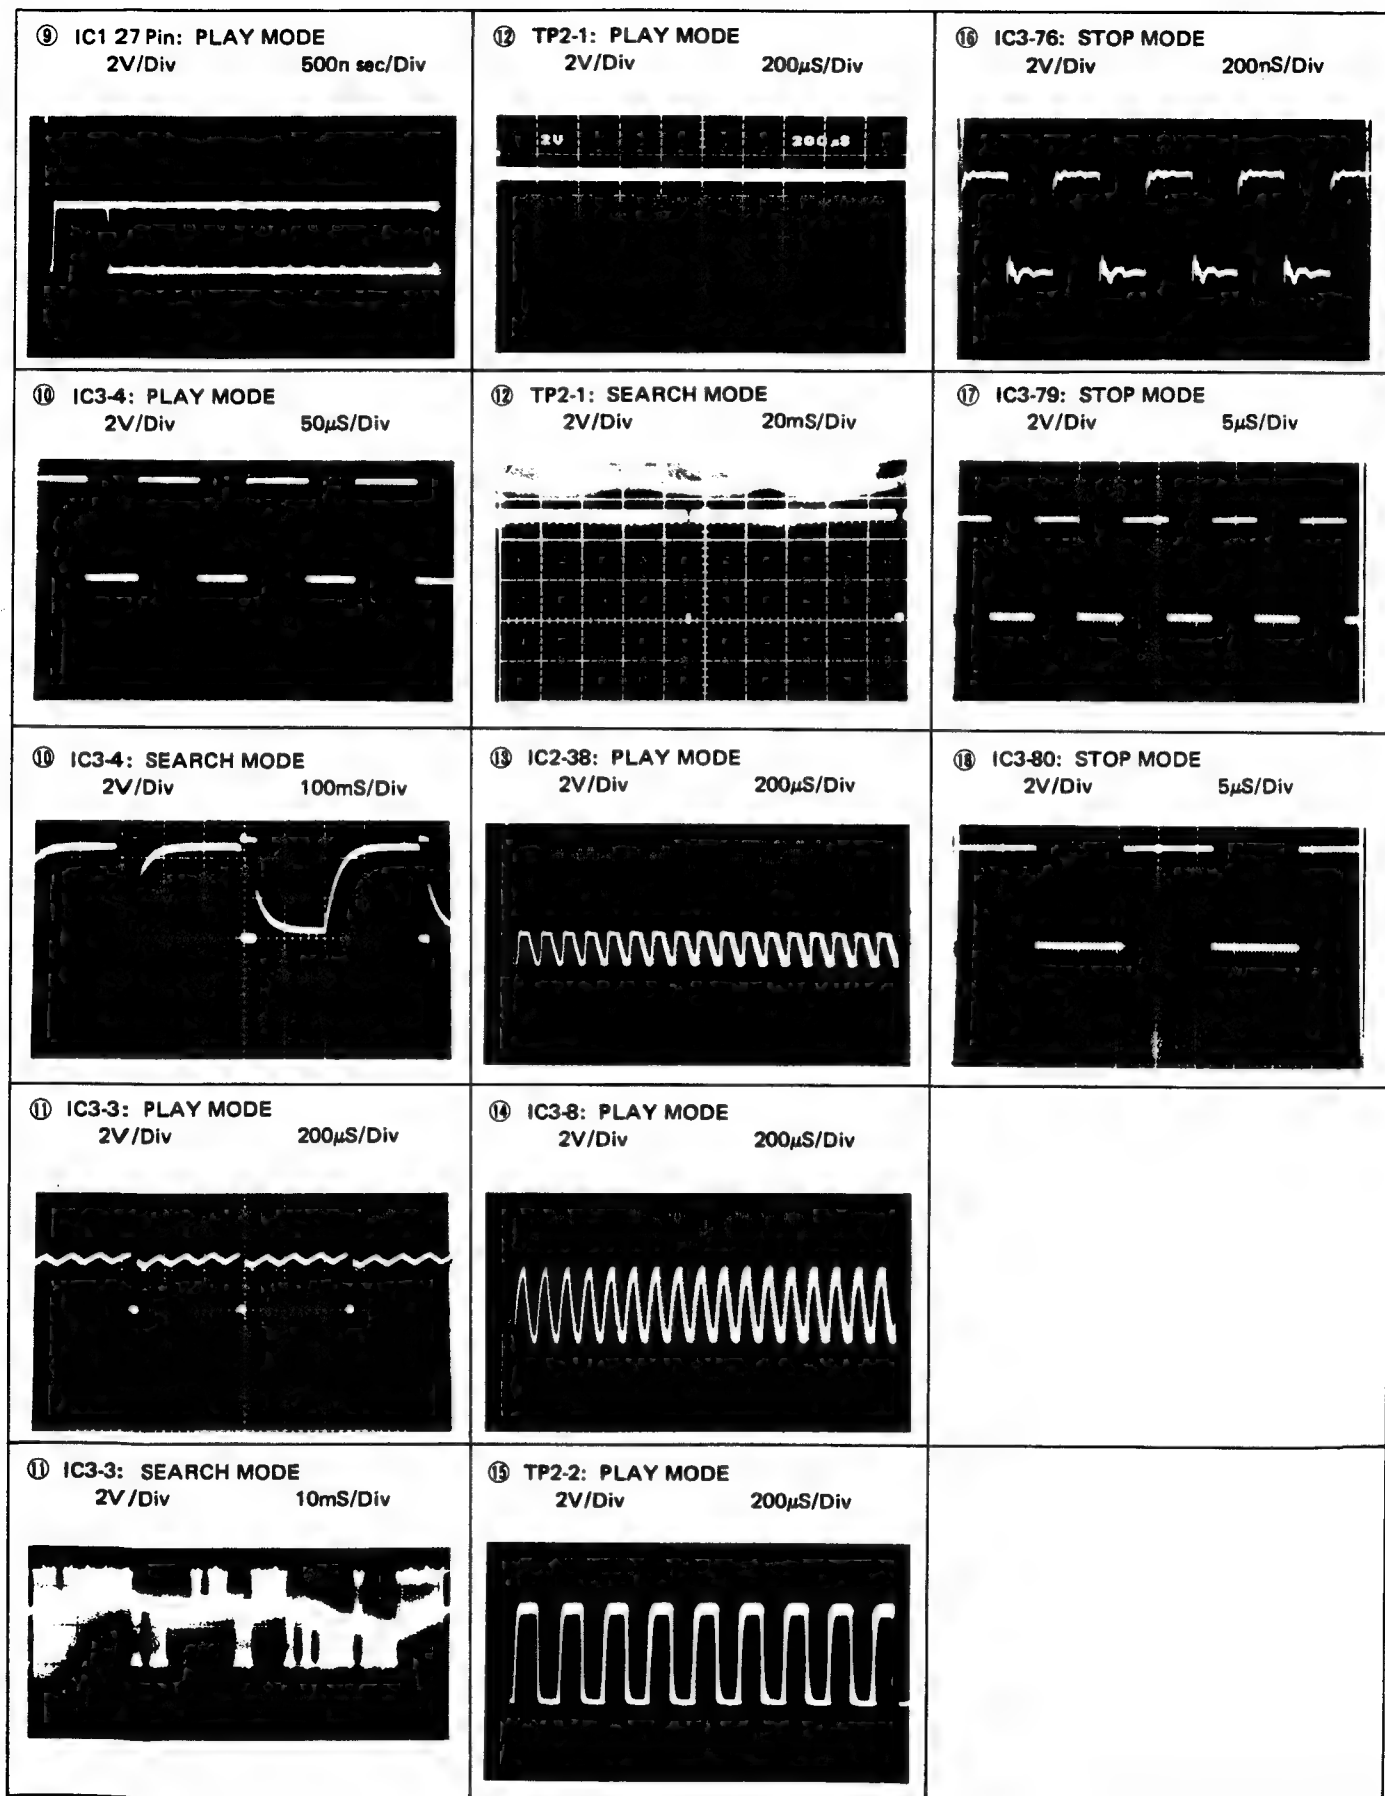 ⑨ IC1 27 Pin: PLAY MODE
2V/Div 500n sec/Div
⑩ IC3-4: PLAY MODE
2V/Div 50µS/Div
⑩ IC3-4: SEARCH MODE
2V/Div 100mS/Div
⑪ IC3-3: PLAY MODE
2V/Div 200µS/Div
⑪ IC3-3: SEARCH MODE
2V/Div 10mS/Div
⑫ TP2-1: PLAY MODE
2V/Div 200µS/Div
2V 200µS
⑫ TP2-1: SEARCH MODE
2V/Div 20mS/Div
⑬ IC2-38: PLAY MODE
2V/Div 200µS/Div
⑭ IC3-8: PLAY MODE
2V/Div 200µS/Div
⑮ TP2-2: PLAY MODE
2V/Div 200µS/Div
⑯ IC3-76: STOP MODE
2V/Div 200nS/Div
⑰ IC3-79: STOP MODE
2V/Div 5µS/Div
⑱ IC3-80: STOP MODE
2V/Div 5µS/Div